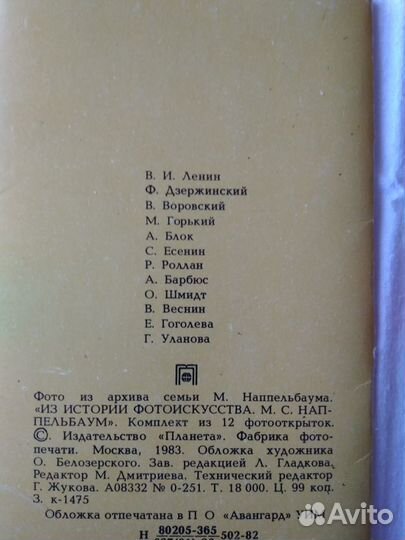 В. И. Ленин
Ф. Дзержинский
В. Воровский
М. Горький
А. Блок
С. Есенин
Р. Роллан
А. Барбюс
О. Шмидт
В. Веснин
Е. Гоголева
Г. Уланова
Фото из архива семьи М. Наппельбаума.
«ИЗ ИСТОРИИ ФОТОИСКУССТВА. М. С. НАП-
ПЕЛЬБАУМ». Комплект из 12 фотооткрыток.
©. Издательство «Планета». Фабрика фото-
печати. Москва, 1983. Обложка художника
О. Белозерского. Зав. редакцией Л. Гладкова.
Редактор М. Дмитриева. Технический редактор
Г. Жукова. А08332 № 0-251. Т. 18 000. Ц. 99 коп.
З. к-1475
Обложка отпечатана в П О «Авангард»
Н 80205-365 502-82
Avito